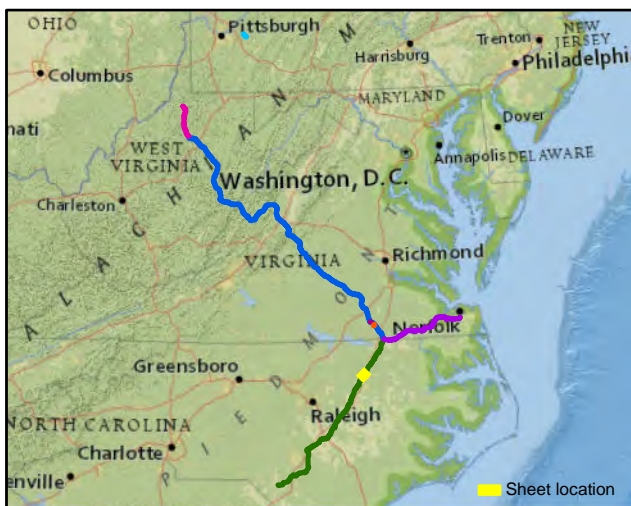 OHIO
Pittsburgh
NEW
JERSEY
Trenton
Harrisburg
Philadelphia
Columbus
M
MARYLAND
nati
Dover
WEST
VIRGINIA
Annapolis
DELAWARE
Washington, D.C.
Charleston
A P P A L A C H I A N
VIRGINIA
Richmond
Norfolk
Greensboro
P I E D M O N T
Raleigh
NORTH CAROLINA
Charlotte
enville
Sheet location